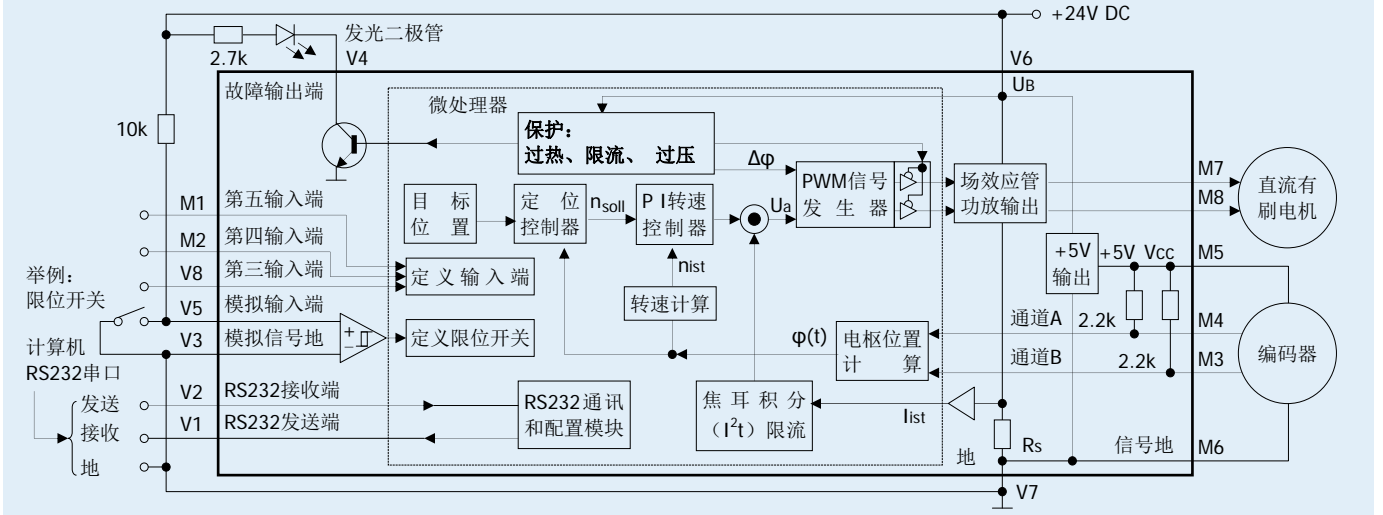 +24V DC
发光二极管
2.7k
V4
V6
故障输出端
UB
微处理器
10k
保护：
过热、限流、 过压
Δφ
M7
M1
第五输入端
目 标
位 置
定 位
控制器
nsoll
P I转速
控制器
Ua
PWM信号
发 生 器
场效应管
功放输出
M8
直流有
刷电机
M2
第四输入端
V8
第三输入端
定 义 输 入 端
nist
+5V
输出
+5V
Vcc
M5
举例：
限位开关
V5
模拟输入端
转速计算
通道A
2.2k
M4
V3
模拟信号地
定义限位开关
φ(t)
电枢位置
计 算
通道B
2.2k
M3
编码器
计算机
RS232串口
发送
V2
RS232接收端
RS232通讯
和配置模块
焦 耳 积 分
（I²t）限流
Iist
接收
V1
RS232发送端
地
地
Rs
信号地
M6
V7